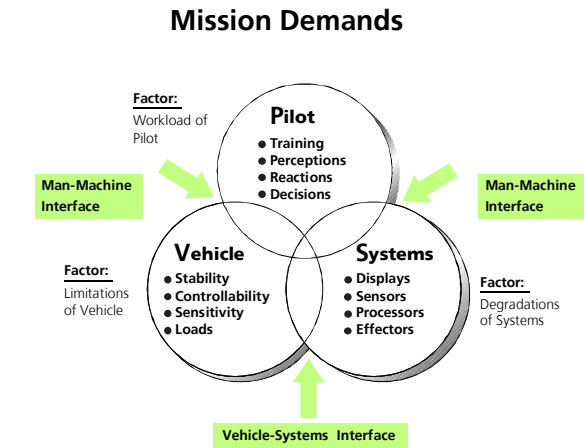 Mission Demands
Factor:
Workload of
Pilot
Pilot
● Training
● Perceptions
● Reactions
● Decisions
Man-Machine
Interface
Man-Machine
Interface
Vehicle
● Stability
● Controllability
● Sensitivity
● Loads
Systems
● Displays
● Sensors
● Processors
● Effectors
Factor:
Limitations
of Vehicle
Factor:
Degradations
of Systems
Vehicle-Systems Interface